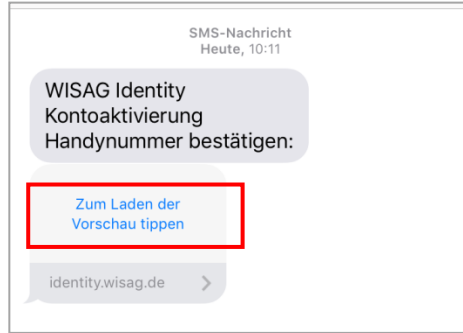 SMS-Nachricht
Heute, 10:11
WISAG Identity
Kontoaktivierung
Handynummer bestätigen:
Zum Laden der
Vorschau tippen
identity.wisag.de